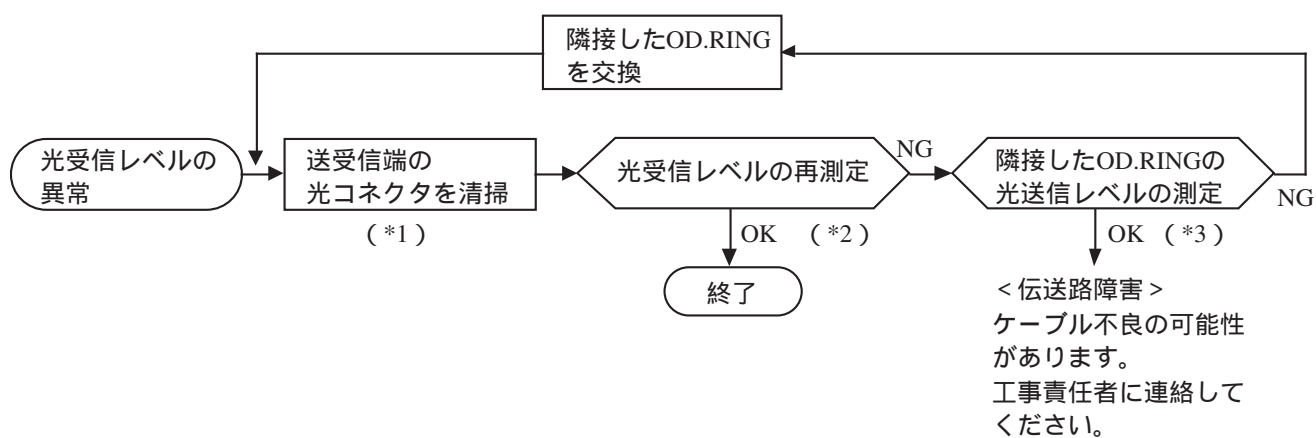 隣接したOD.RING
を交換
光受信レベルの
異常
送受信端の
光コネクタを清掃
(*1)
光受信レベルの再測定
NG
OK (*2)
終了
隣接したOD.RINGの
光送信レベルの測定
NG
OK (*3)
<伝送路障害>
ケーブル不良の可能性
があります。
工事責任者に連絡して
ください。